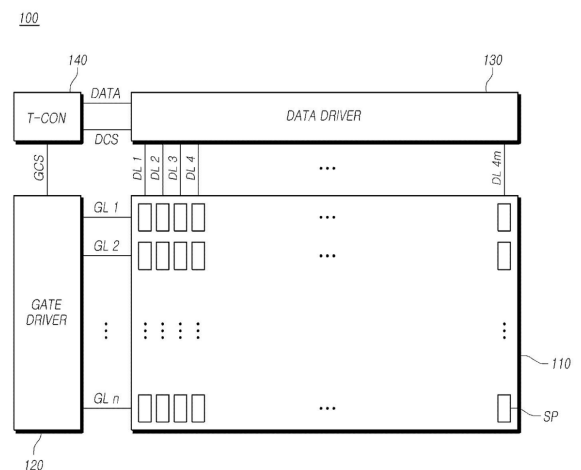 100
140
130
T-CON
DATA
DCS
DATA DRIVER
GCS
DL 1
DL 2
DL 3
DL 4
...
DL 4m
GL 1
...
GL 2
...
GATE
DRIVER
110
GL n
...
SP
120